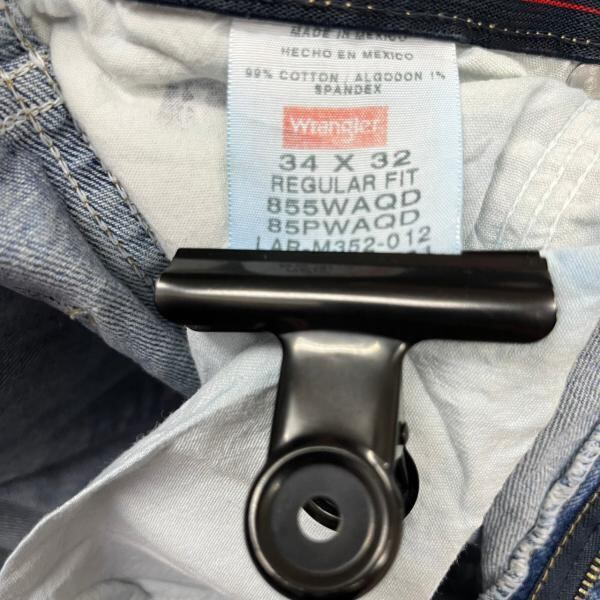 MADE IN MEXICO
HECHO EN MEXICO
99% COTTON / ALGODON 1%
SPANDEX
Wrangler
34 X 32
REGULAR FIT
855WAQD
85PWAQD
LAR-M352-012